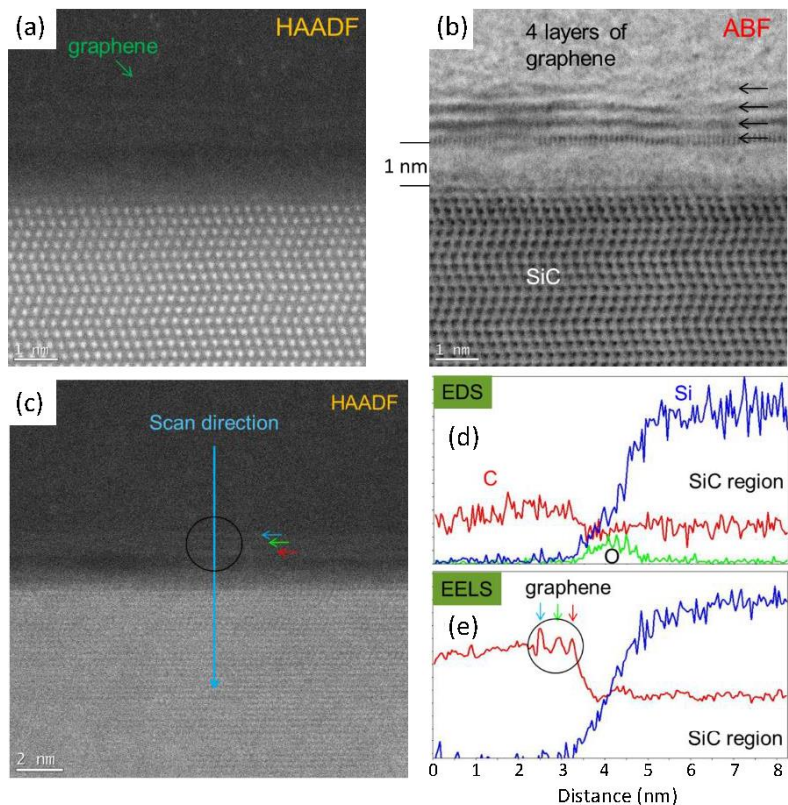 (a)
HAADF
graphene
1 nm
(b)
4 layers of
graphene
ABF
1 nm
SiC
1 nm
(c)
HAADF
Scan direction
2 nm
EDS
Si
(d)
C
SiC region
O
EELS
graphene
(e)
SiC region
0 1 2 3 4 5 6 7 8
Distance (nm)